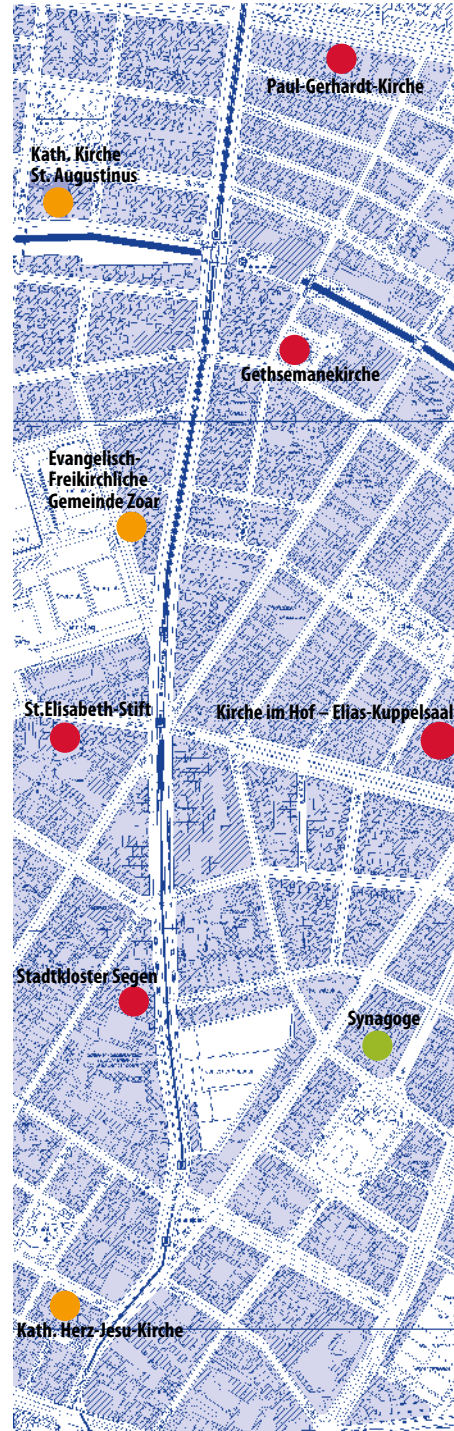 Paul-Gerhardt-Kirche
Kath. Kirche
St. Augustinus
Gethsemanekirche
Evangelisch-
Freikirchliche
Gemeinde Zoar
St.Elisabeth-Stift
Kirche im Hof – Elias-Kuppelsaal
Stadtkloster Segen
Synagoge
Kath. Herz-Jesu-Kirche